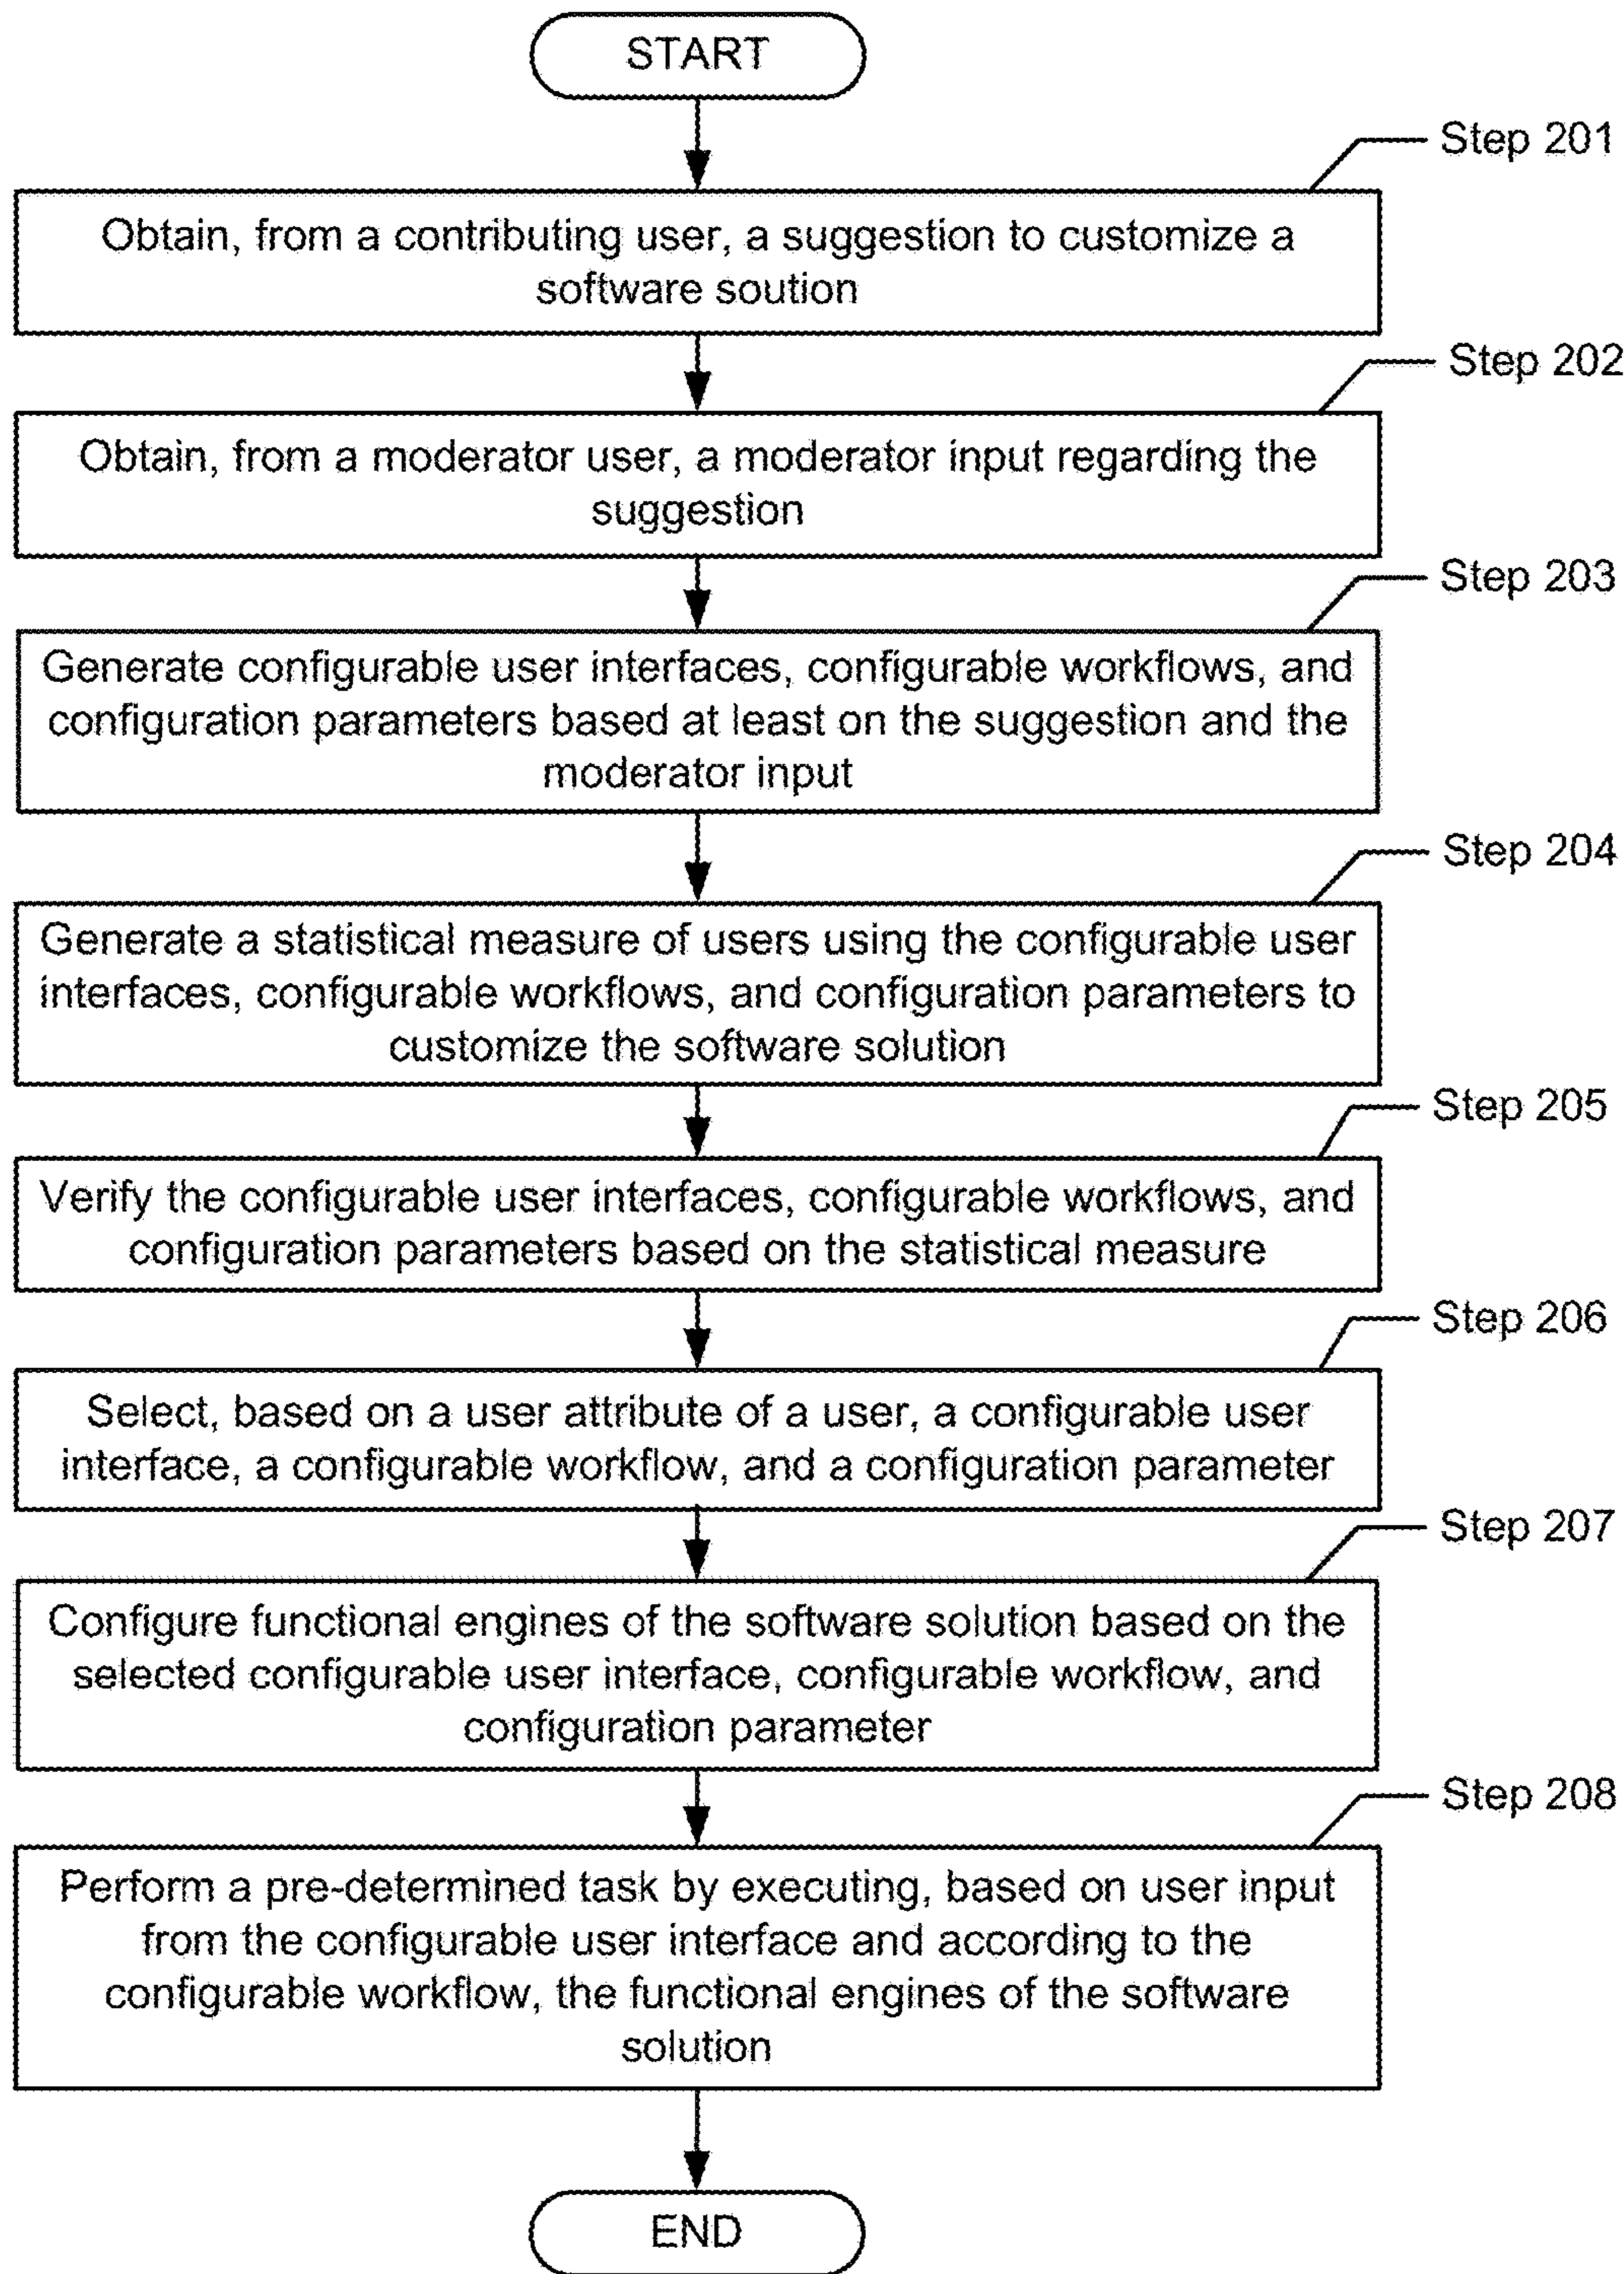 START
Step 201
Obtain, from a contributing user, a suggestion to customize a
software soution
Step 202
Obtain, from a moderator user, a moderator input regarding the
suggestion
Step 203
Generate configurable user interfaces, configurable workflows, and
configuration parameters based at least on the suggestion and the
moderator input
Step 204
Generate a statistical measure of users using the configurable user
interfaces, configurable workflows, and configuration parameters to
customize the software solution
Step 205
Verify the configurable user interfaces, configurable workflows, and
configuration parameters based on the statistical measure
Step 206
Select, based on a user attribute of a user, a configurable user
interface, a configurable workflow, and a configuration parameter
Step 207
Configure functional engines of the software solution based on the
selected configurable user interface, configurable workflow, and
configuration parameter
Step 208
Perform a pre-determined task by executing, based on user input
from the configurable user interface and according to the
configurable workflow, the functional engines of the software
solution
END